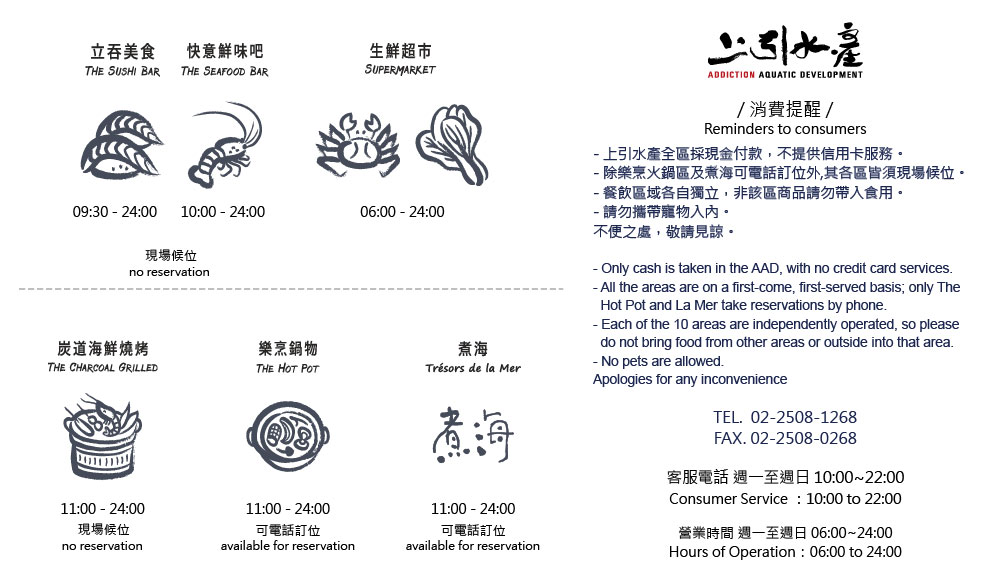 立吞美食
THE SUSHI BAR
快意鮮味吧
THE SEAFOOD BAR
生鮮超市
SUPERMARKET
09:30 - 24:00
10:00 - 24:00
06:00 - 24:00
現場候位
no reservation
炭道海鮮燒烤
THE CHARCOAL GRILLED
樂烹鍋物
THE HOT POT
煮海
Trésors de la Mer
煮海
11:00 - 24:00
現場候位
no reservation
11:00 - 24:00
可電話訂位
available for reservation
11:00 - 24:00
可電話訂位
available for reservation
上引水產
ADDICTION AQUATIC DEVELOPMENT
/ 消費提醒 /
Reminders to consumers
- 上引水產全區採現金付款，不提供信用卡服務。
- 除樂烹火鍋區及煮海可電話訂位外,其各區皆須現場候位。
- 餐飲區域各自獨立，非該區商品請勿帶入食用。
- 請勿攜帶寵物入內。
不便之處，敬請見諒。
- Only cash is taken in the AAD, with no credit card services.
- All the areas are on a first-come, first-served basis; only The
Hot Pot and La Mer take reservations by phone.
- Each of the 10 areas are independently operated, so please
do not bring food from other areas or outside into that area.
- No pets are allowed.
Apologies for any inconvenience
TEL. 02-2508-1268
FAX. 02-2508-0268
客服電話 週一至週日 10:00~22:00
Consumer Service : 10:00 to 22:00
營業時間 週一至週日 06:00~24:00
Hours of Operation : 06:00 to 24:00